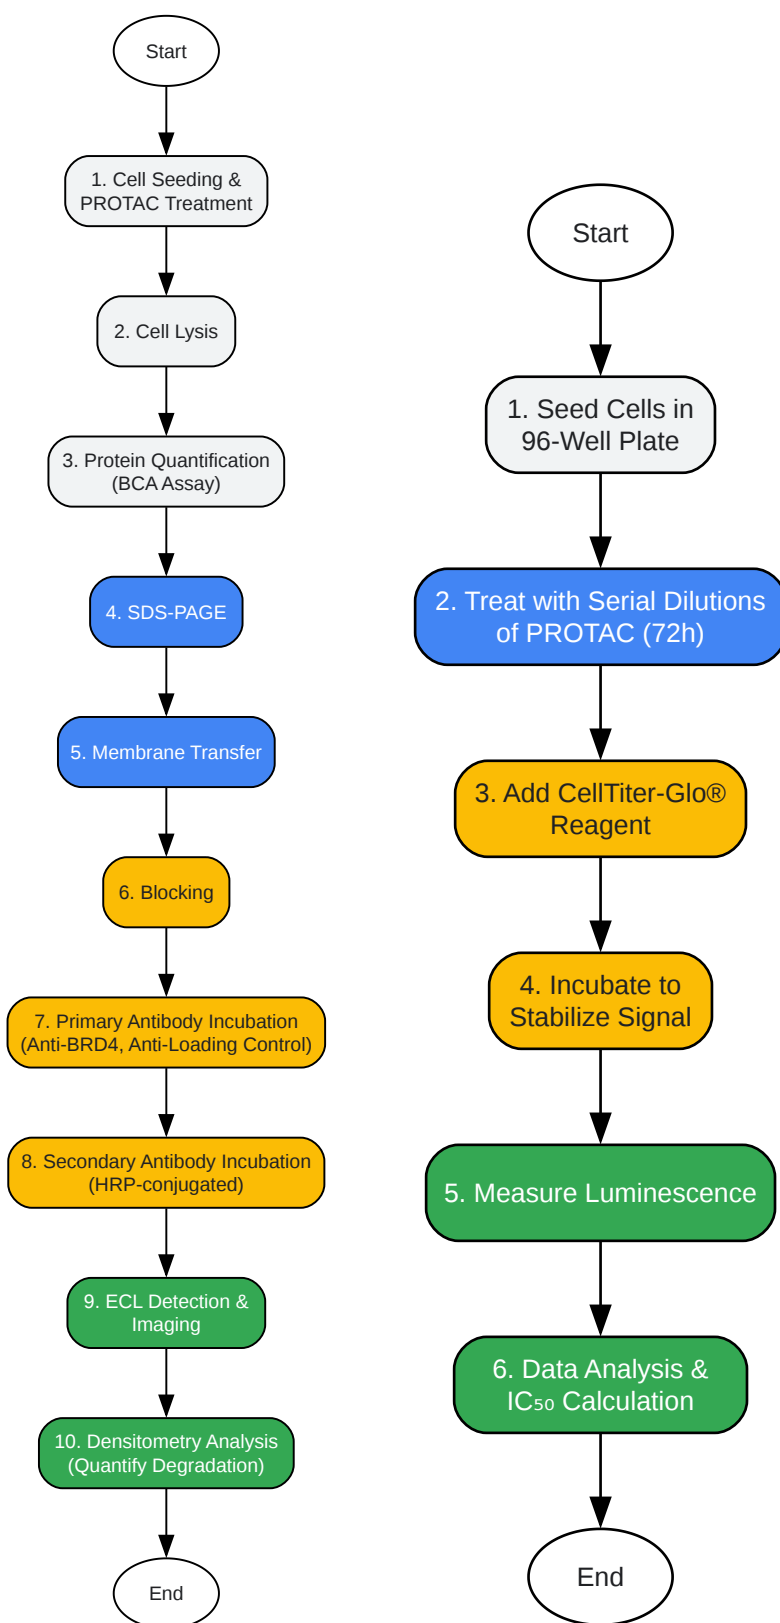 Start
1. Cell Seeding &
PROTAC Treatment
2. Cell Lysis
3. Protein Quantification
(BCA Assay)
4. SDS-PAGE
5. Membrane Transfer
6. Blocking
7. Primary Antibody Incubation
(Anti-BRD4, Anti-Loading Control)
8. Secondary Antibody Incubation
(HRP-conjugated)
9. ECL Detection &
Imaging
10. Densitometry Analysis
(Quantify Degradation)
End
Start
1. Seed Cells in
96-Well Plate
2. Treat with Serial Dilutions
of PROTAC (72h)
3. Add CellTiter-Glo®
Reagent
4. Incubate to
Stabilize Signal
5. Measure Luminescence
6. Data Analysis &
IC₅₀ Calculation
End